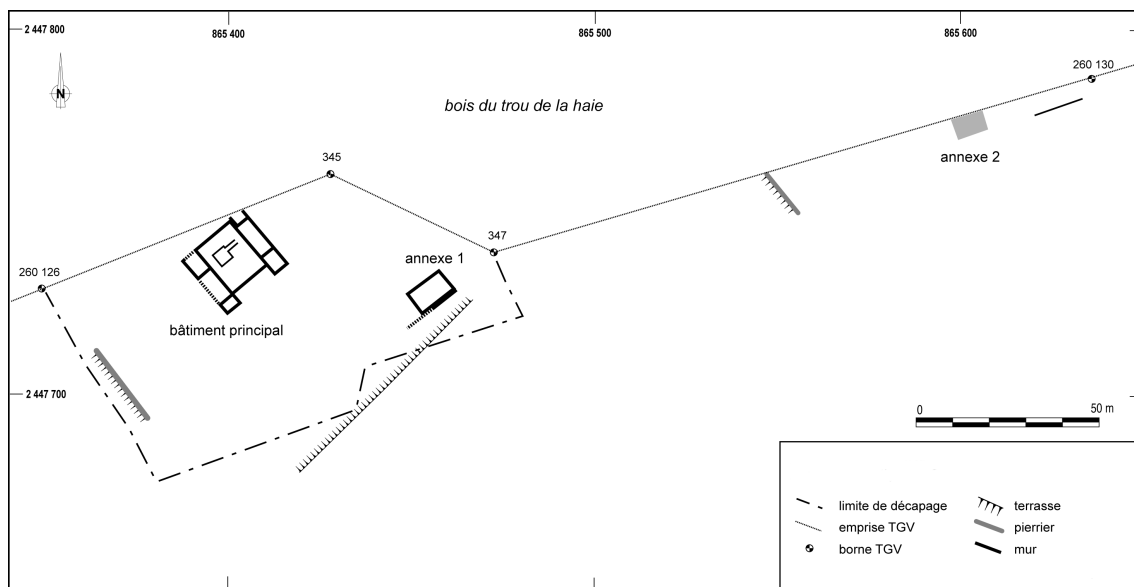 2 447 800
865 400
865 500
865 600
260 130
N
bois du trou de la haie
annexe 2
345
347
annexe 1
260 126
bâtiment principal
2 447 700
0
50 m
limite de décapage
terrasse
emprise TGV
pierrier
borne TGV
mur